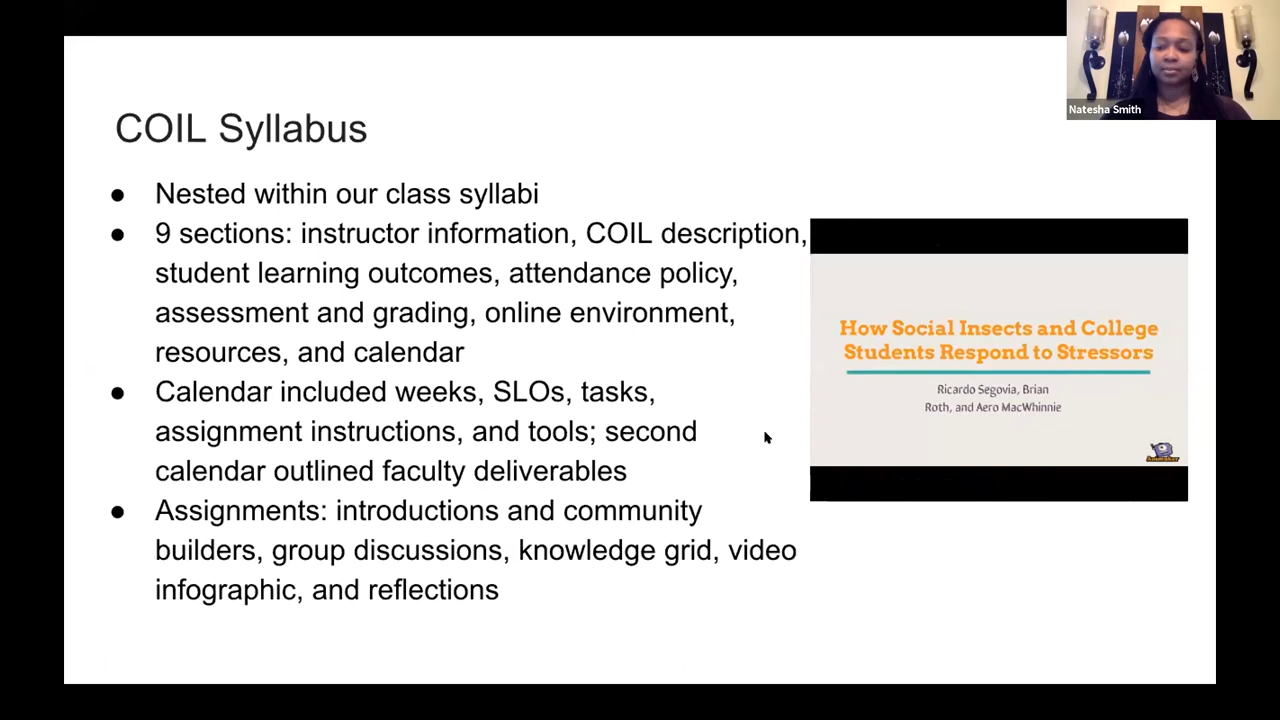 Natesha Smith
COIL Syllabus
● Nested within our class syllabi
● 9 sections: instructor information, COIL description,
student learning outcomes, attendance policy,
assessment and grading, online environment,
resources, and calendar
● Calendar included weeks, SLOs, tasks,
assignment instructions, and tools; second
calendar outlined faculty deliverables
● Assignments: introductions and community
builders, group discussions, knowledge grid, video
infographic, and reflections
How Social Insects and College
Students Respond to Stressors
Ricardo Segovia, Brian
Roth, and Aero MacWhinnie